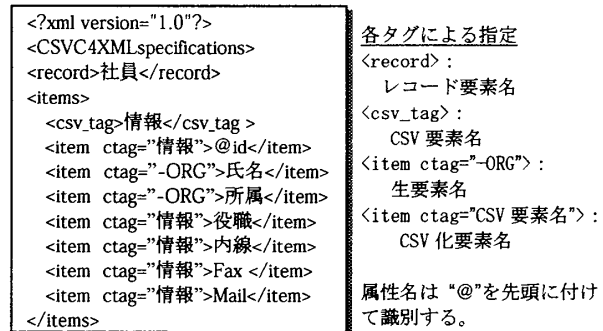 <?xml version="1.0"?>
<CSVC4XMLspecifications>
<record>社員</record>
<items>
<csv_tag>情報</csv_tag >
<item ctag="情報">@id</item>
<item ctag="-ORG">氏名</item>
<item ctag="-ORG">所属</item>
<item ctag="情報">役職</item>
<item ctag="情報">内線</item>
<item ctag="情報">Fax </item>
<item ctag="情報">Mail</item>
</items>
各タグによる指定
<record>:
レコード要素名
<csv_tag>:
CSV 要素名
<item ctag="-ORG">:
生要素名
<item ctag="CSV 要素名">:
CSV 化要素名
属性名は "@"を先頭に付け
て識別する。